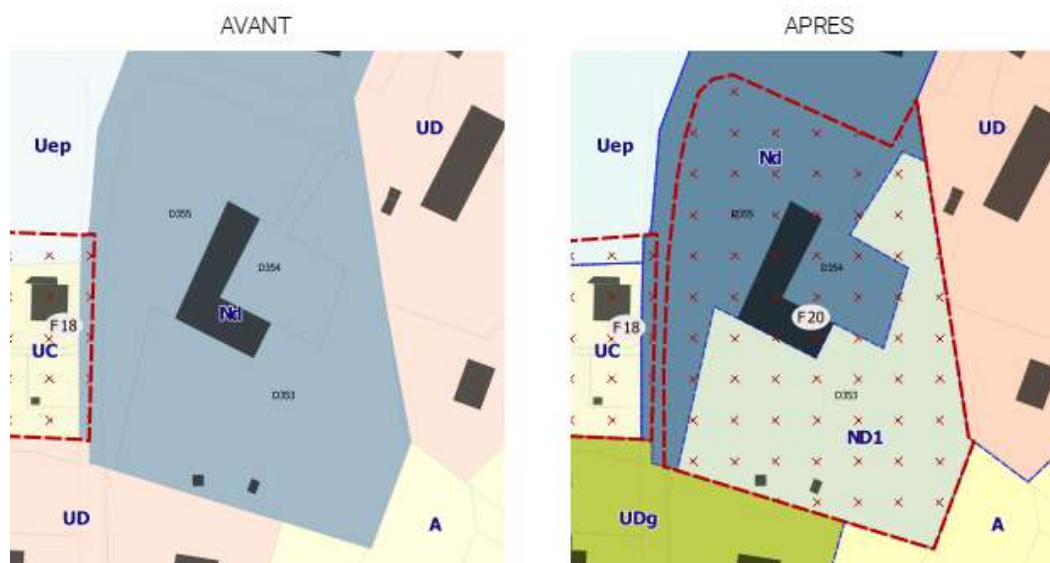 AVANT
Uep
UD
D355
D354
Nd
F18
UC
D353
UD
A
APRES
Uep
Nd
UD
D355
D354
F20
F18
UC
D353
ND1
UDg
A